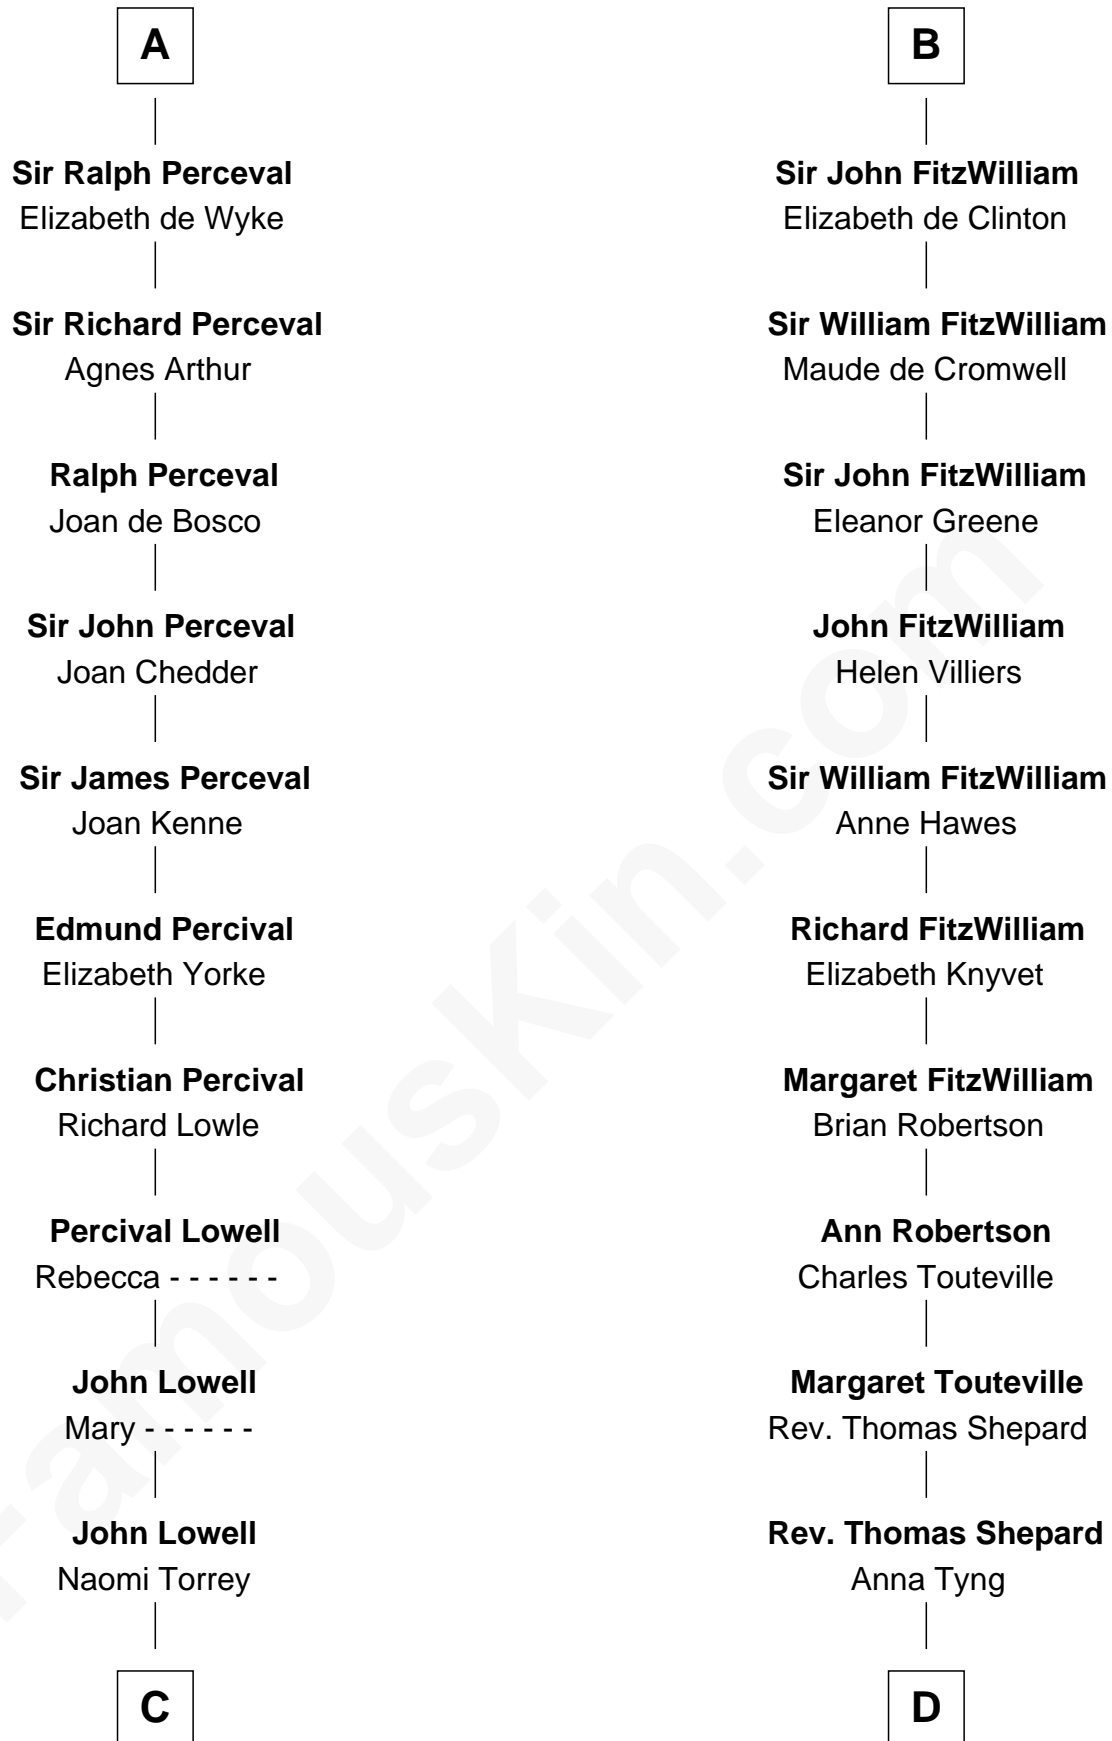 A
Sir Ralph Perceval
Elizabeth de Wyke
Sir Richard Perceval
Agnes Arthur
Ralph Perceval
Joan de Bosco
Sir John Perceval
Joan Chedder
Sir James Perceval
Joan Kenne
Edmund Percival
Elizabeth Yorke
Christian Percival
Richard Lowle
Percival Lowell
Rebecca - - - - - -
John Lowell
Mary - - - - - -
John Lowell
Naomi Torrey
C
B
Sir John FitzWilliam
Elizabeth de Clinton
Sir William FitzWilliam
Maude de Cromwell
Sir John FitzWilliam
Eleanor Greene
John FitzWilliam
Helen Villiers
Sir William FitzWilliam
Anne Hawes
Richard FitzWilliam
Elizabeth Knyvet
Margaret FitzWilliam
Brian Robertson
Ann Robertson
Charles Touteville
Margaret Touteville
Rev. Thomas Shepard
Rev. Thomas Shepard
Anna Tyng
D
FamousKin.com